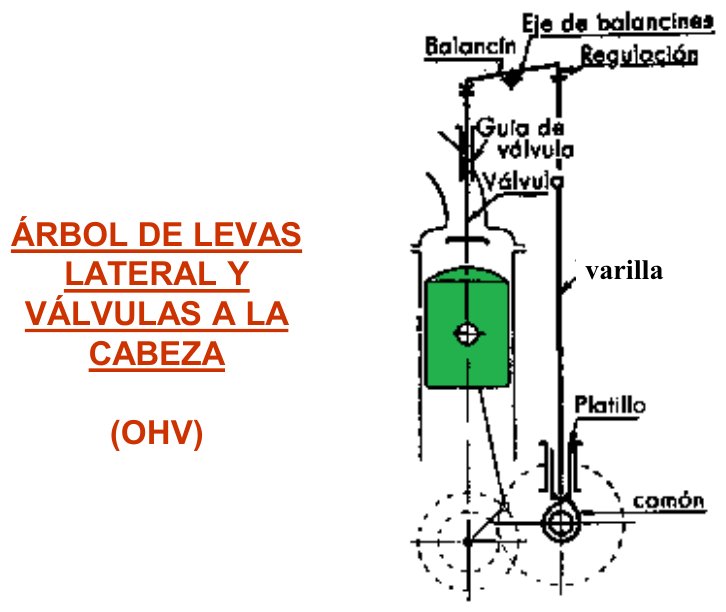 ÁRBOL DE LEVAS
LATERAL Y
VÁLVULAS A LA
CABEZA
(OHV)
Eje de balancines
Balancín
Regulación
Guía de
válvula
Válvula
varilla
Platillo
comón